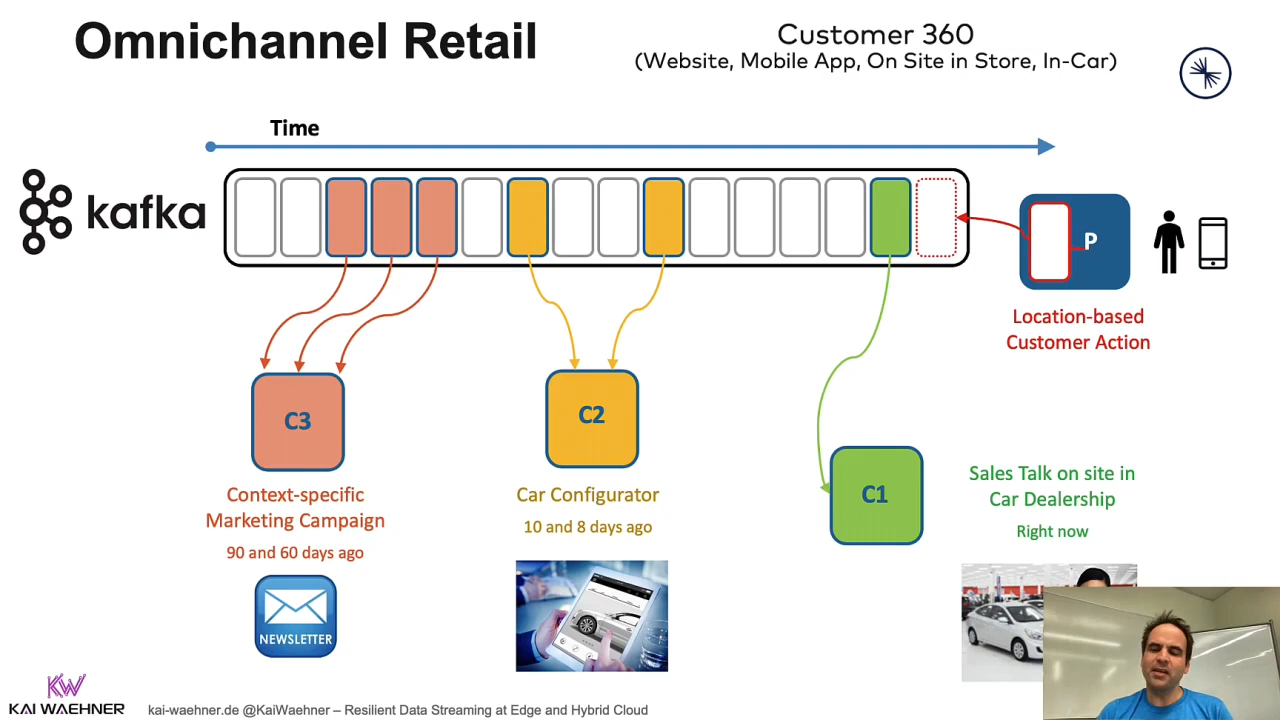 Omnichannel Retail
Customer 360
(Website, Mobile App, On Site in Store, In-Car)
Time
kafka
P
Location-based
Customer Action
C3
C2
C1
Context-specific
Marketing Campaign
90 and 60 days ago
Car Configurator
10 and 8 days ago
Sales Talk on site in
Car Dealership
Right now
NEWSLETTER
KW
KAI WAEHNER
kai-waehner.de @KaiWaehner – Resilient Data Streaming at Edge and Hybrid Cloud